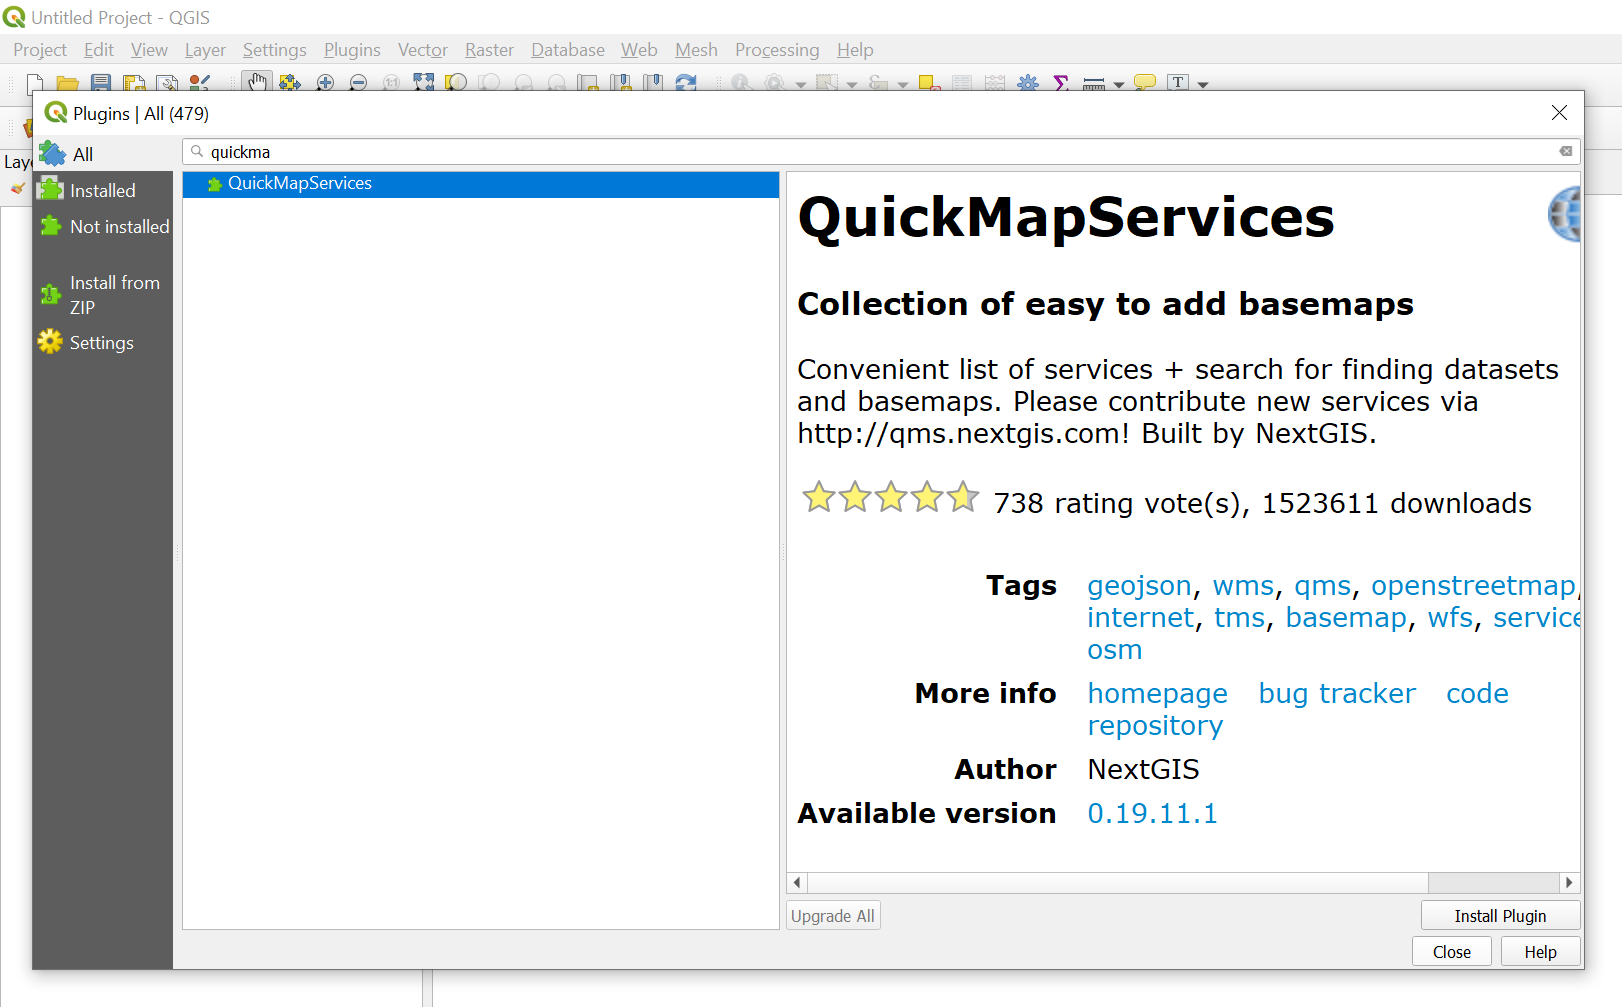 Untitled Project - QGIS
Project Edit View Layer Settings Plugins Vector Raster Database Web Mesh Processing Help
Plugins | All (479)
All
quickma
Installed
Not installed
Install from
ZIP
Settings
QuickMapServices
QuickMapServices
Collection of easy to add basemaps
Convenient list of services + search for finding datasets
and basemaps. Please contribute new services via
http://qms.nextgis.com! Built by NextGIS.
738 rating vote(s), 1523611 downloads
Tags geojson, wms, qms, openstreetmap,
internet, tms, basemap, wfs, service
osm
More info homepage bug tracker code
repository
Author NextGIS
Available version 0.19.11.1
Upgrade All
Install Plugin
Close
Help